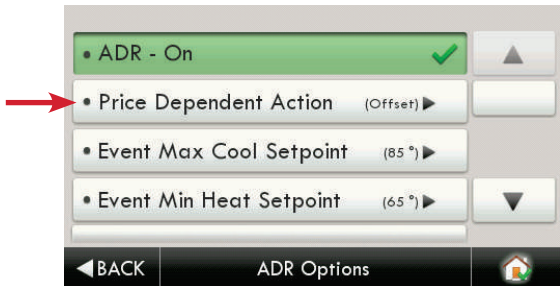 • ADR - On
• Price Dependent Action (Offset)
• Event Max Cool Setpoint (85°)
• Event Min Heat Setpoint (65°)
BACK ADR Options